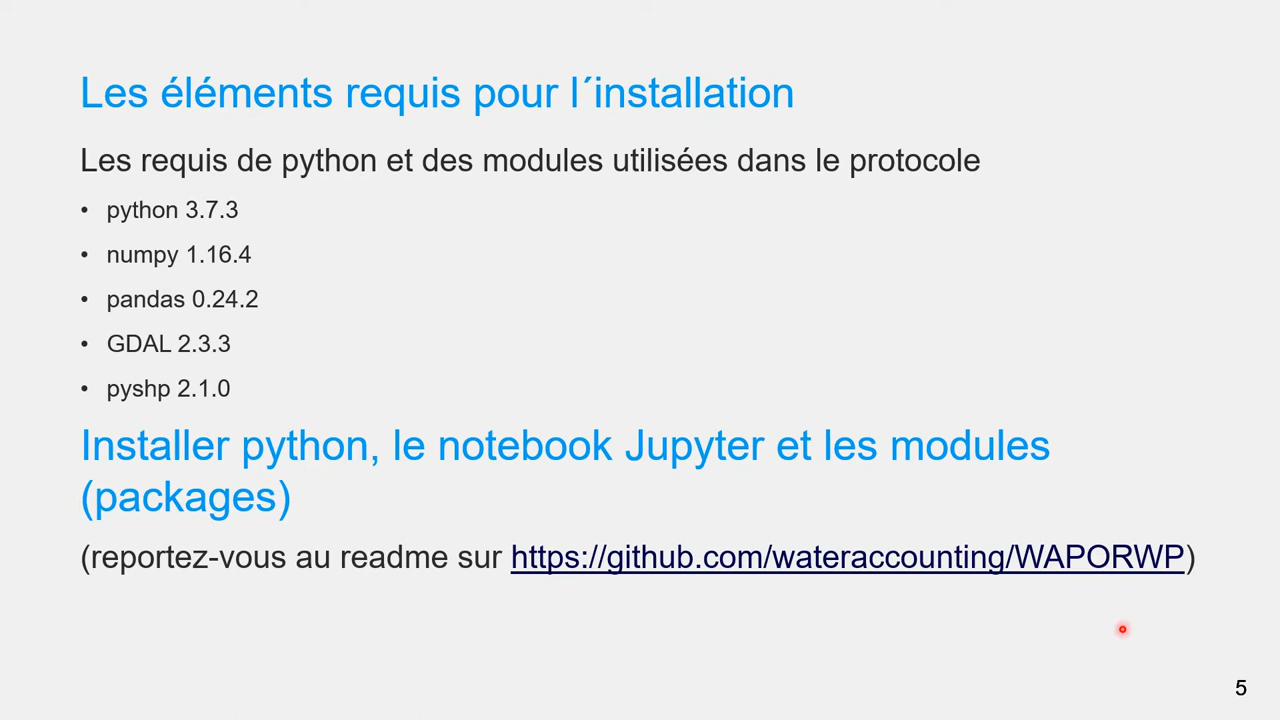 Les éléments requis pour l´installation
Les requis de python et des modules utilisées dans le protocole
• python 3.7.3
• numpy 1.16.4
• pandas 0.24.2
• GDAL 2.3.3
• pyshp 2.1.0
Installer python, le notebook Jupyter et les modules
(packages)
(reportez-vous au readme sur https://github.com/wateraccounting/WAPORWP)
5